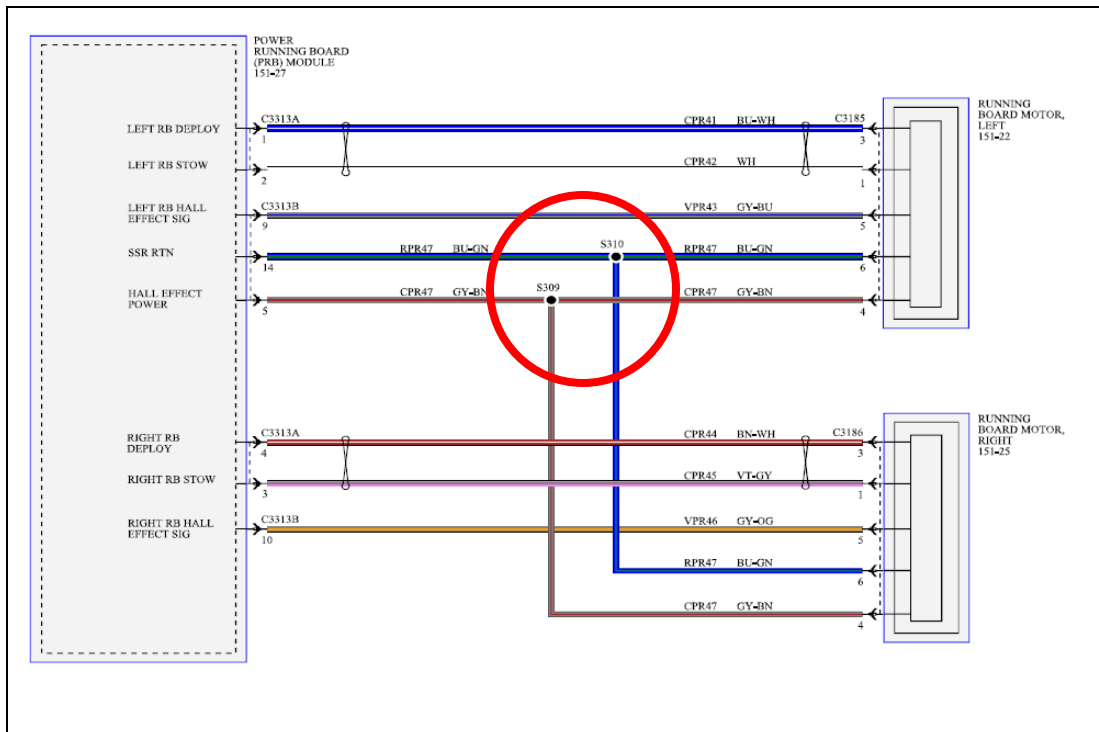 POWER
RUNNING BOARD
(PRB) MODULE
151-27
RUNNING
BOARD MOTOR,
LEFT
151-22
LEFT RB DEPLOY
C3313A
1
CPR41 BU-WH
C3185
3
LEFT RB STOW
2
CPR42 WH
1
LEFT RB HALL
EFFECT SIG
C3313B
9
VPR43 GY-BU
5
SSR RTN
14
RPR47 BU-GN
S310
RPR47 BU-GN
6
HALL EFFECT
POWER
5
CPR47 GY-BN
S309
CPR47 GY-BN
4
RUNNING
BOARD MOTOR,
RIGHT
151-25
RIGHT RB
DEPLOY
C3313A
4
CPR44 BN-WH
C3186
3
RIGHT RB STOW
3
CPR45 VT-GY
1
RIGHT RB HALL
EFFECT SIG
C3313B
10
VPR46 GY-OG
5
RPR47 BU-GN
6
CPR47 GY-BN
4